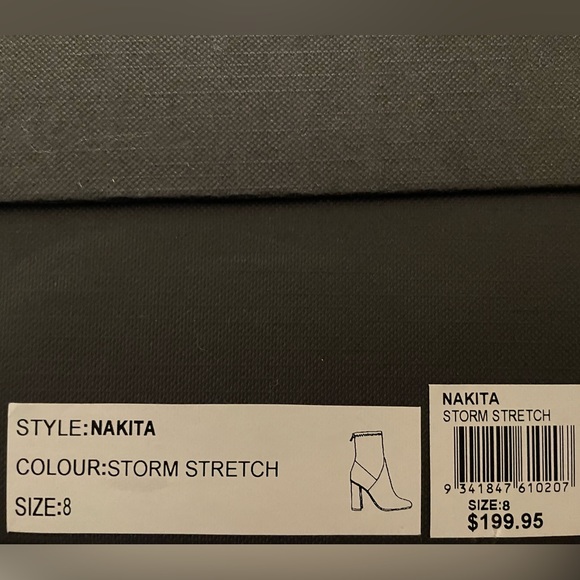 STYLE:NAKITA
COLOUR:STORM STRETCH
SIZE:8
NAKITA
STORM STRETCH
9 341847 610207
SIZE:8
$199.95